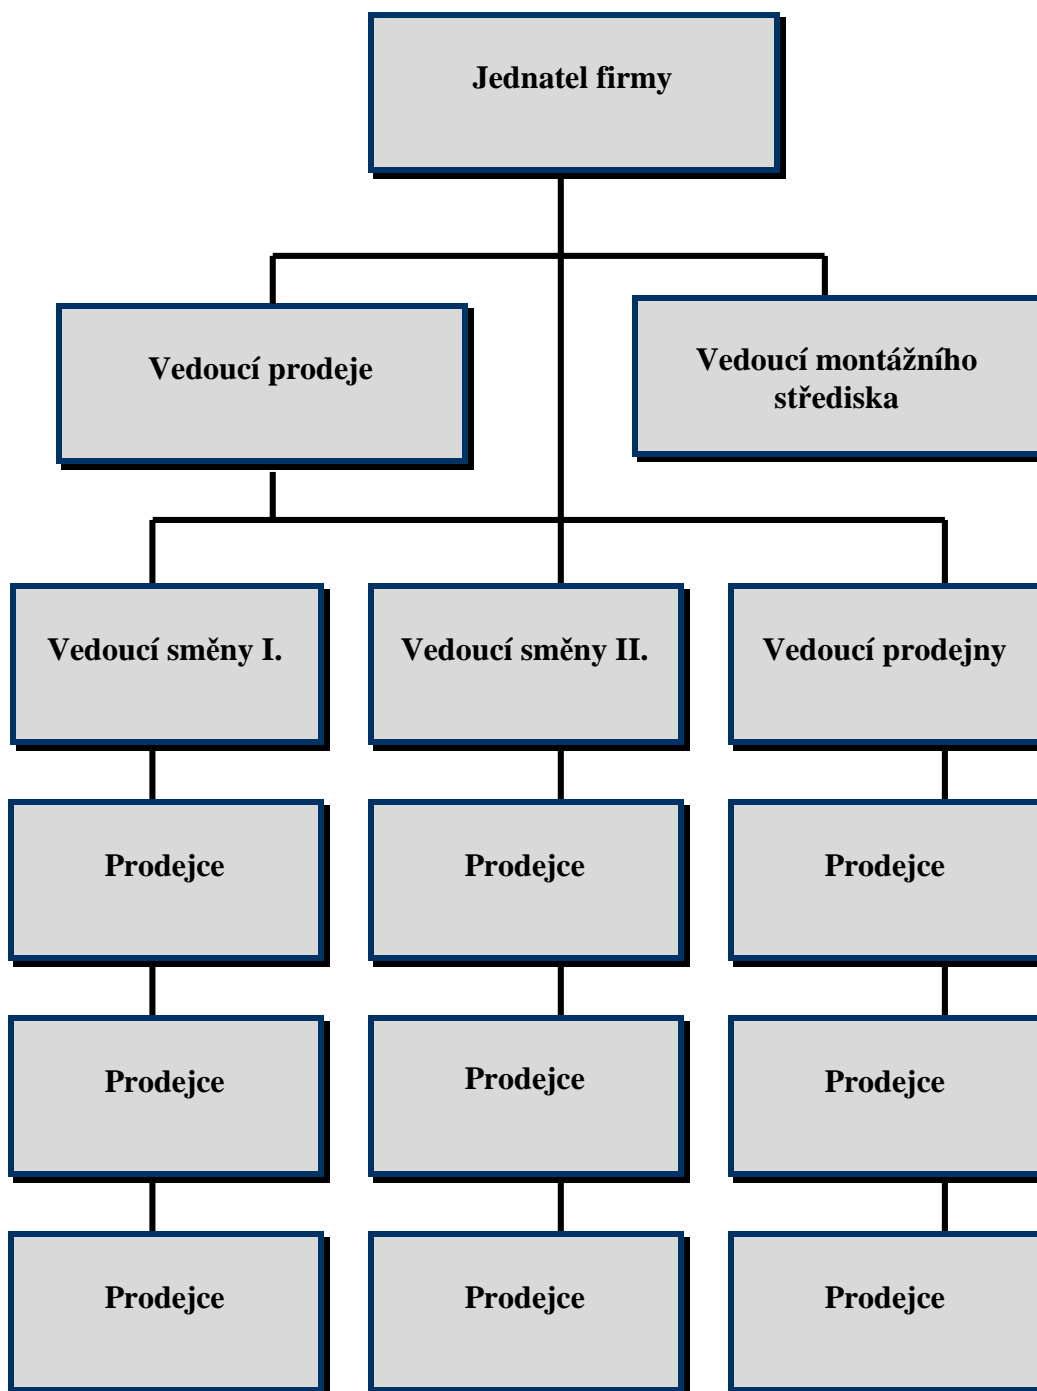 Jednatel firmy
Vedoucí prodeje
Vedoucí montážního
střediska
Vedoucí směny I.
Vedoucí směny II.
Vedoucí prodejny
Prodejce
Prodejce
Prodejce
Prodejce
Prodejce
Prodejce
Prodejce
Prodejce
Prodejce